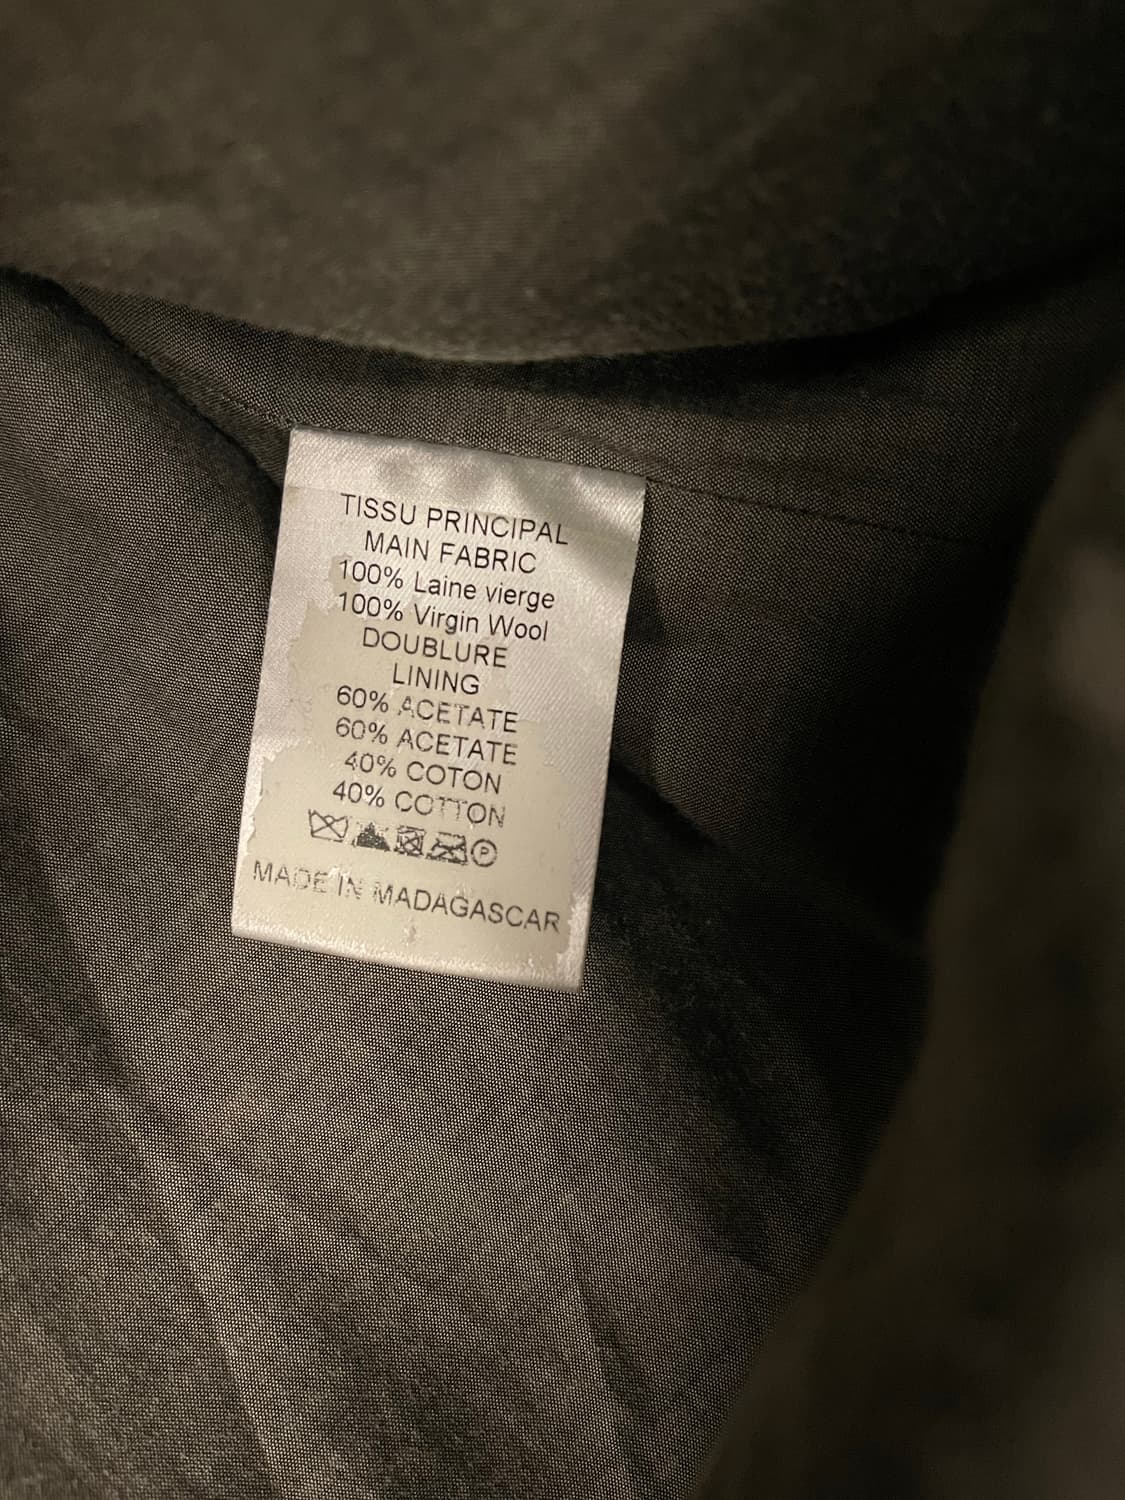 TISSU PRINCIPAL
MAIN FABRIC
100% Laine vierge
100% Virgin Wool
DOUBLURE
LINING
60% ACETATE
60% ACETATE
40% COTON
40% COTTON
P
MADE IN MADAGASCAR